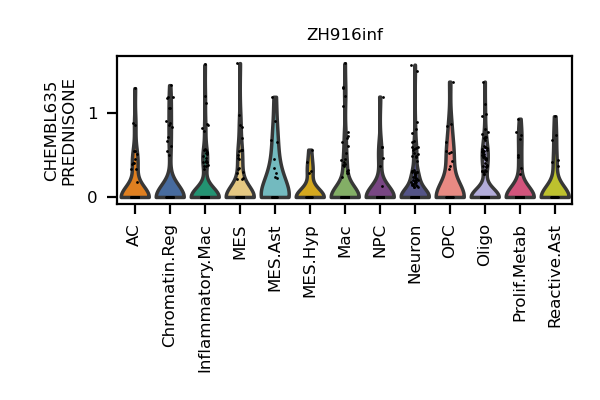 ZH916inf
CHEMBL635
PREDNISONE
1
0
AC
Chromatin.Reg
Inflammatory.Mac
MES
MES.Ast
MES.Hyp
Mac
NPC
Neuron
OPC
Oligo
Prolif.Metab
Reactive.Ast